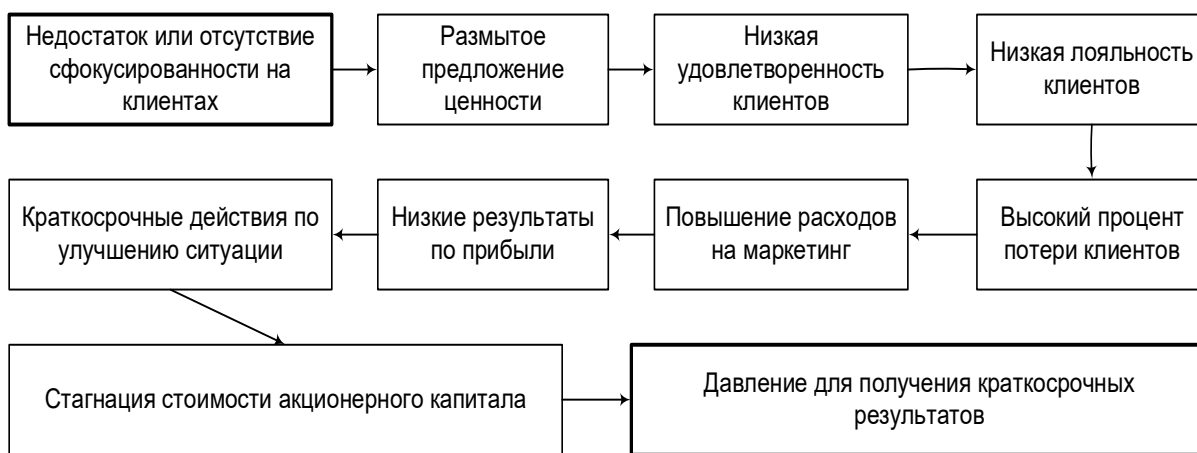 Недостаток или отсутствие
сфокусированности на
клиентах
Размытое
предложение
ценности
Низкая
удовлетворенность
клиентов
Низкая лояльность
клиентов
Краткосрочные действия по
улучшению ситуации
Низкие результаты
по прибыли
Повышение расходов
на маркетинг
Высокий процент
потери клиентов
Стагнация стоимости акционерного капитала
Давление для получения краткосрочных
результатов